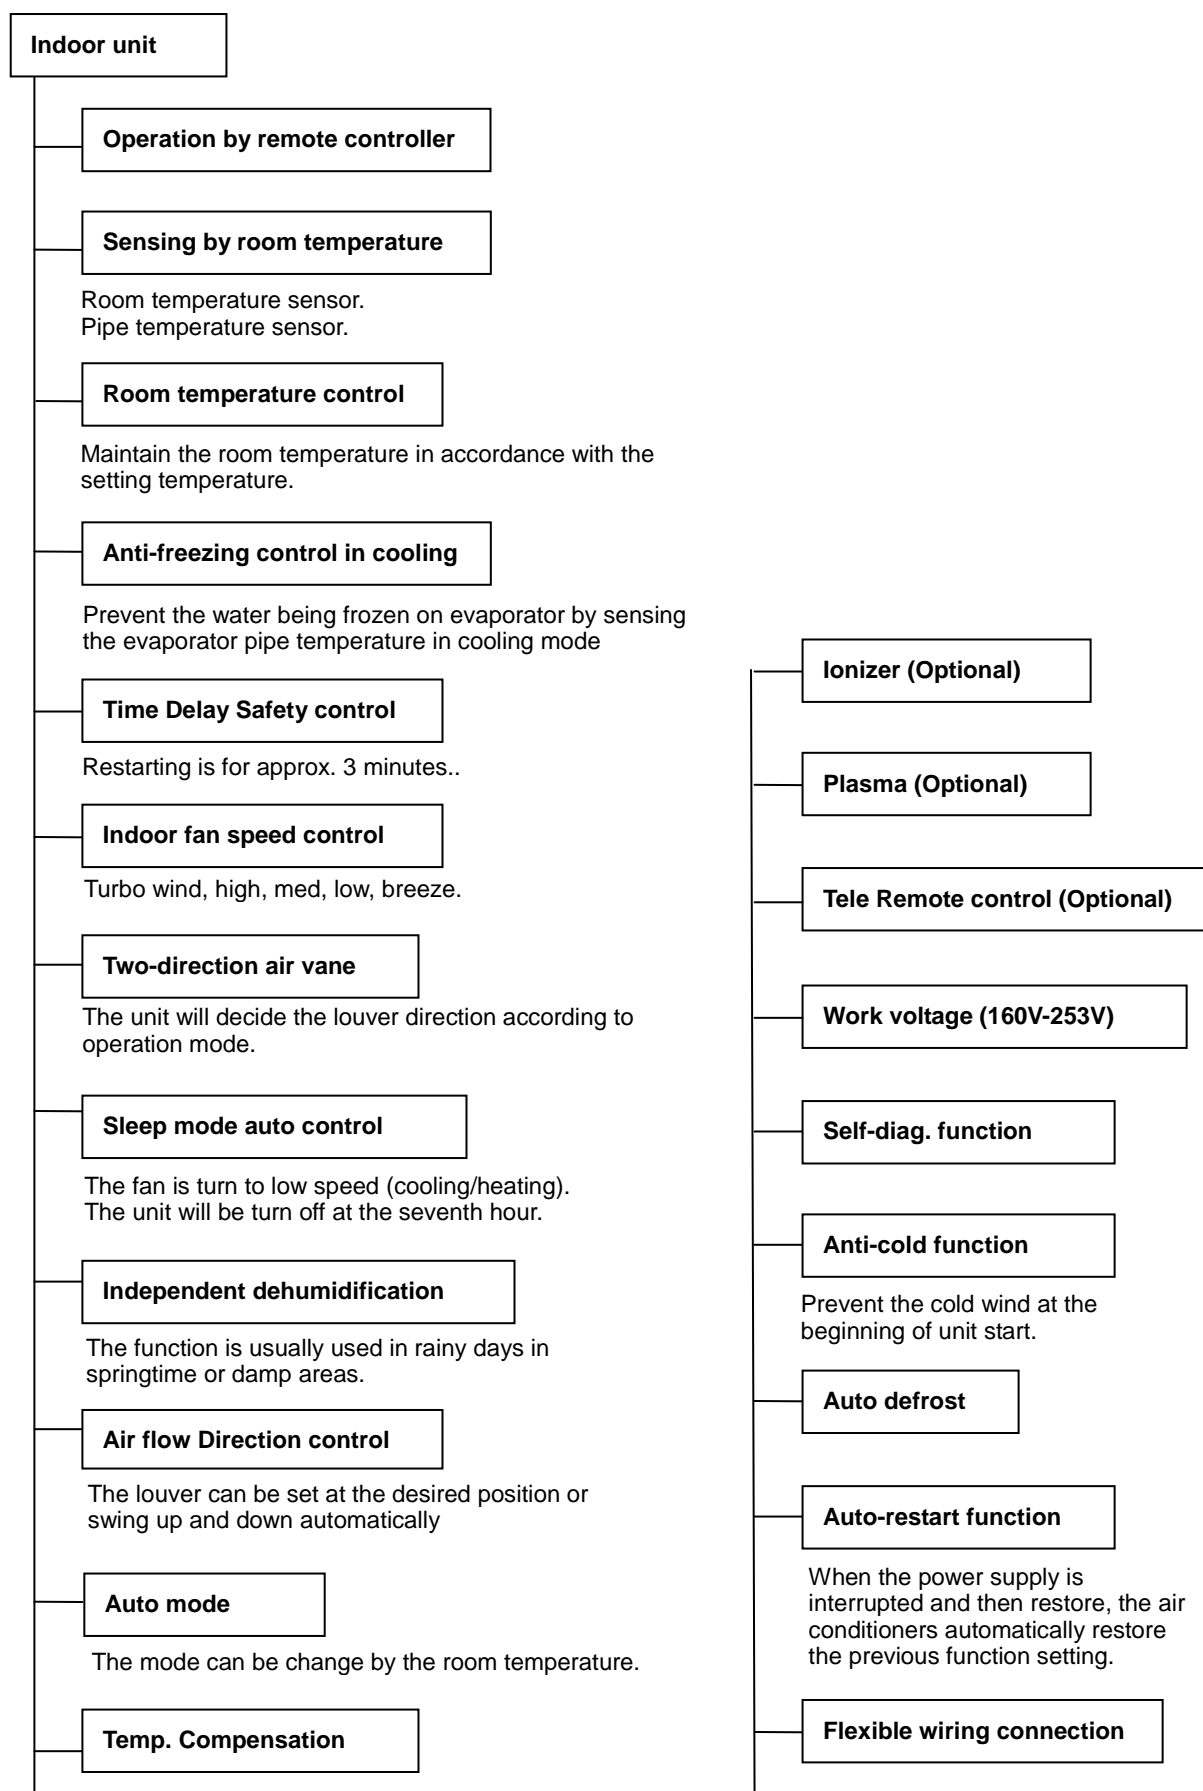 Indoor unit
Operation by remote controller
Sensing by room temperature
Room temperature sensor.
Pipe temperature sensor.
Room temperature control
Maintain the room temperature in accordance with the
setting temperature.
Anti-freezing control in cooling
Prevent the water being frozen on evaporator by sensing
the evaporator pipe temperature in cooling mode
Time Delay Safety control
Restarting is for approx. 3 minutes..
Indoor fan speed control
Turbo wind, high, med, low, breeze.
Two-direction air vane
The unit will decide the louver direction according to
operation mode.
Sleep mode auto control
The fan is turn to low speed (cooling/heating).
The unit will be turn off at the seventh hour.
Independent dehumidification
The function is usually used in rainy days in
springtime or damp areas.
Air flow Direction control
The louver can be set at the desired position or
swing up and down automatically
Auto mode
The mode can be change by the room temperature.
Temp. Compensation
Ionizer (Optional)
Plasma (Optional)
Tele Remote control (Optional)
Work voltage (160V-253V)
Self-diag. function
Anti-cold function
Prevent the cold wind at the
beginning of unit start.
Auto defrost
Auto-restart function
When the power supply is
interrupted and then restore, the air
conditioners automatically restore
the previous function setting.
Flexible wiring connection